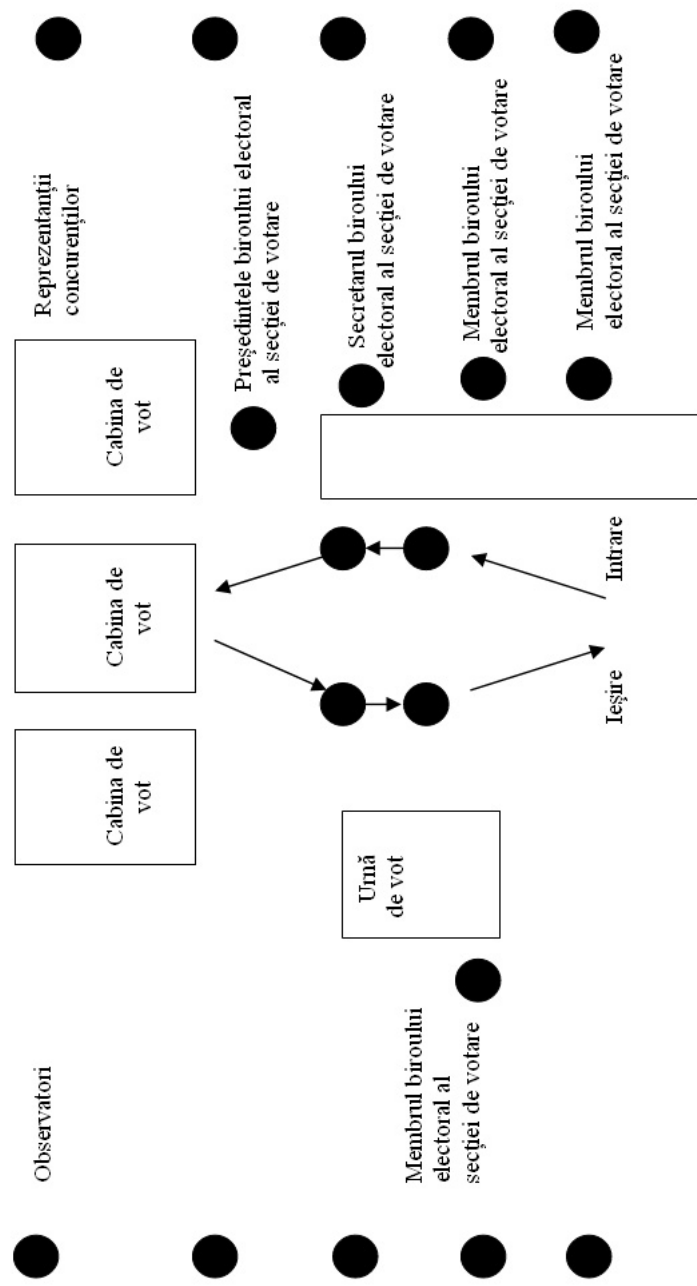 Observatori
Reprezentanții
concurenților
Cabina de
vot
Cabina de
vot
Cabina de
vot
Președintele biroului electoral
al secției de votare
Urnă
de vot
Secretarul biroului
electoral al secției de votare
Membrul biroului
electoral al
secției de votare
Membrul biroului
electoral al secției de votare
Membrul biroului
electoral al secției de votare
Ieșire
Intrare